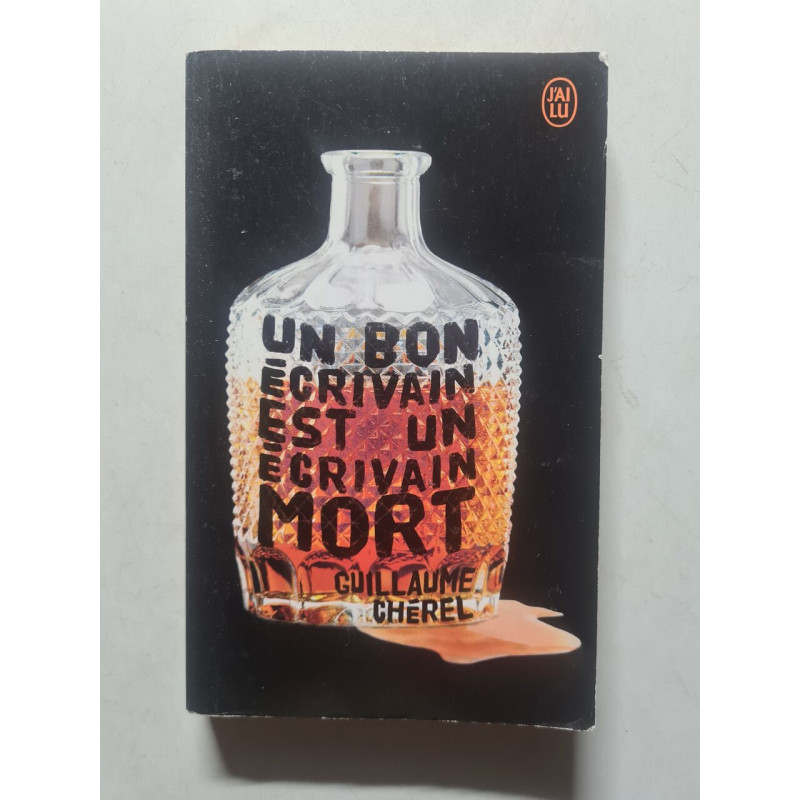 J'AI
LU
UN BON
ÉCRIVAIN
EST UN
ÉCRIVAIN
MORT
GUILLAUME
CHÉREL